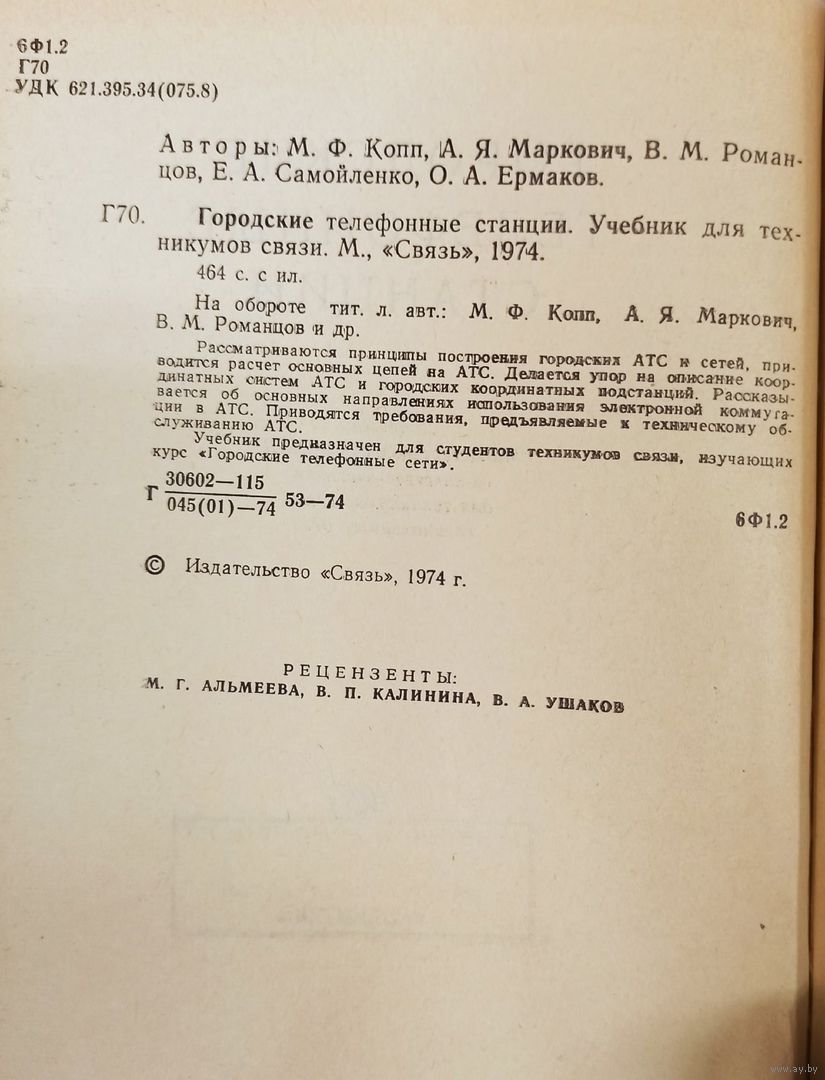 6Ф1.2
Г70
УДК 621.395.34(075.8)
Авторы: М. Ф. Копп, А. Я. Маркович, В. М. Роман-
цов, Е. А. Самойленко, О. А. Ермаков.
Г70. Городские телефонные станции. Учебник для тех-
никумов связи. М., «Связь», 1974.
464 с. с ил.
На обороте тит. л. авт.: М. Ф. Копп, А. Я. Маркович,
В. М. Романцов и др.
Рассматриваются принципы построения городских АТС и сетей, при-
водится расчет основных цепей на АТС. Делается упор на описание коор-
динатных систем АТС и городских координатных подстанций. Рассказы-
вается об основных направлениях использования электронной коммута-
ции в АТС. Приводятся требования, предъявляемые к техническому об-
служиванию АТС.
Учебник предназначен для студентов техникумов связи, изучающих
курс «Городские телефонные сети».
Г 30602—115
045(01)—74 53—74
6Ф1.2
© Издательство «Связь», 1974 г.
РЕЦЕНЗЕНТЫ:
М. Г. АЛЬМЕЕВА, В. П. КАЛИНИНА, В. А. УШАКОВ
www.ay.by